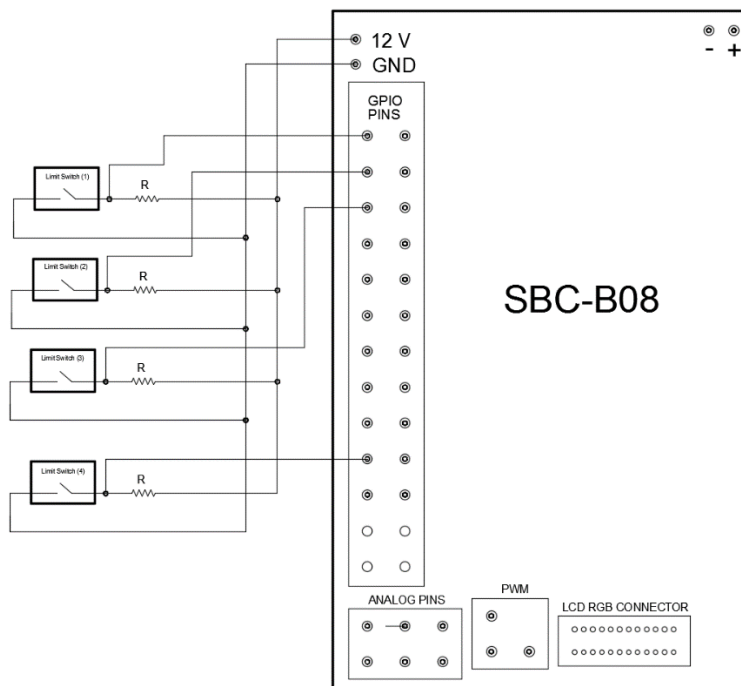 12 V
- +
GND
GPIO
PINS
Limit Switch (1)
R
Limit Switch (2)
R
SBC-B08
Limit Switch (3)
R
Limit Switch (4)
R
PWM
ANALOG PINS
LCD RGB CONNECTOR